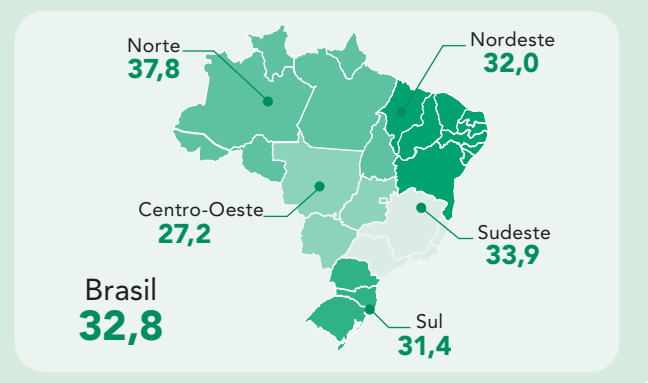 Norte
37,8
Nordeste
32,0
Centro-Oeste
27,2
Sudeste
33,9
Brasil
32,8
Sul
31,4